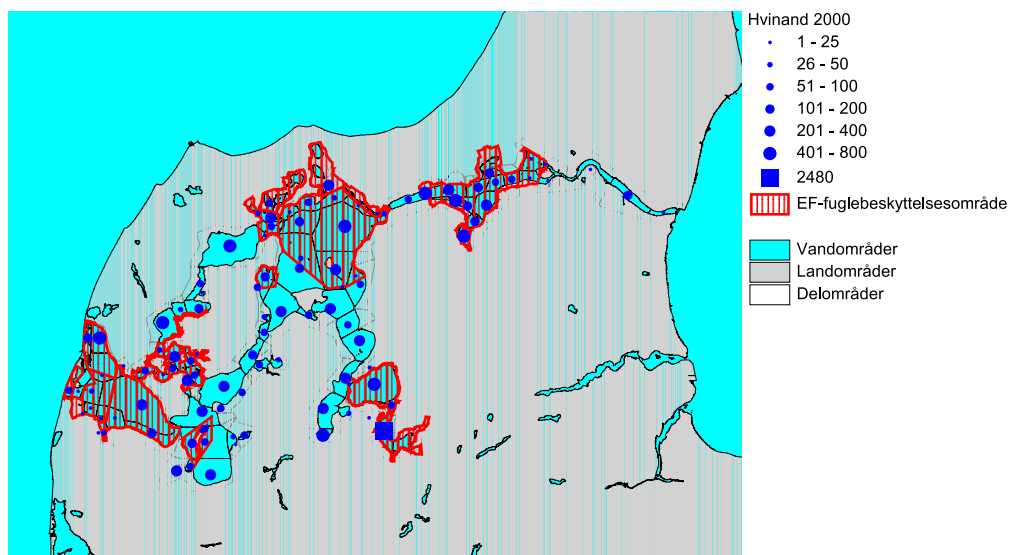 Hvinand 2000
1 - 25
26 - 50
51 - 100
101 - 200
201 - 400
401 - 800
2480
EF-fuglebeskyttelsesområde
Vandområder
Landområder
Delområder